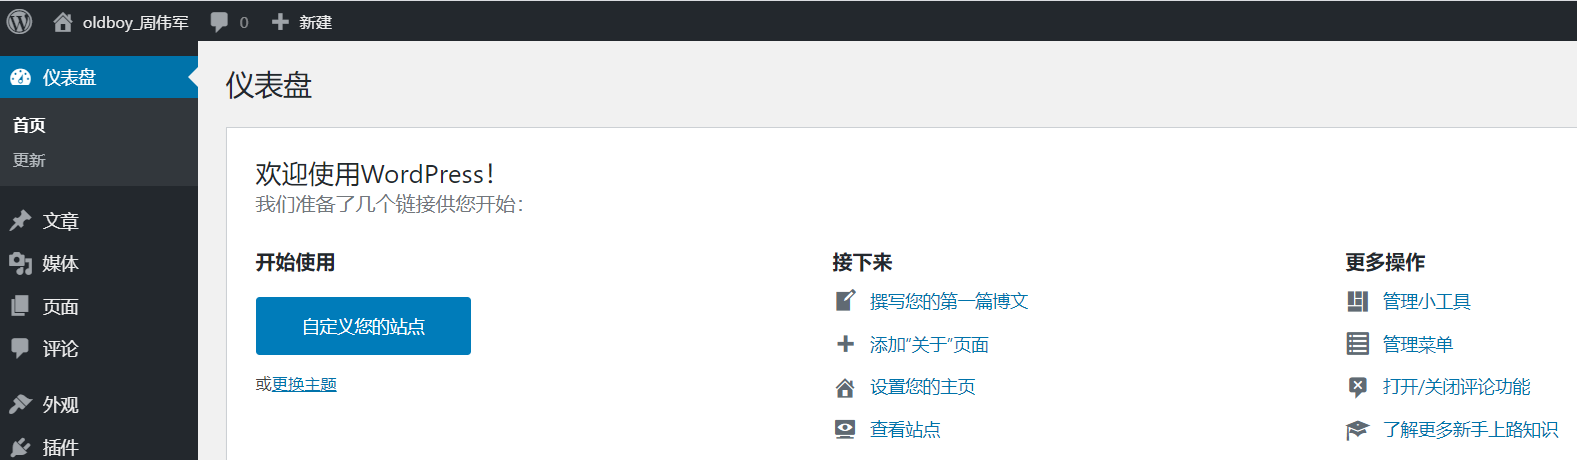 oldboy_周伟军 0 新建
仪表盘
首页
更新
文章
媒体
页面
评论
外观
插件
仪表盘
欢迎使用WordPress！
我们准备了几个链接供您开始：
开始使用
自定义您的站点
或更换主题
接下来
撰写您的第一篇博文
添加“关于”页面
设置您的主页
查看站点
更多操作
管理小工具
管理菜单
打开/关闭评论功能
了解更多新手上路知识